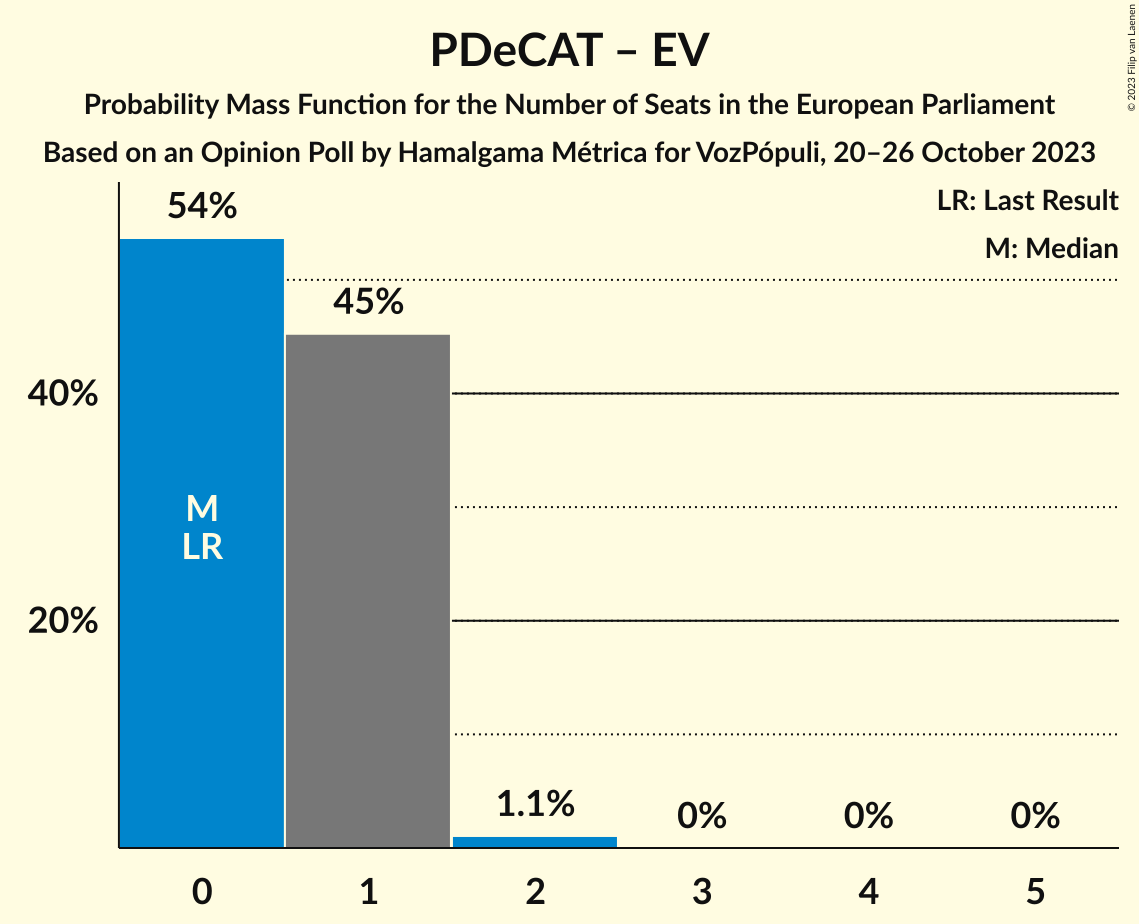 PDeCAT – EV
Probability Mass Function for the Number of Seats in the European Parliament
Based on an Opinion Poll by Hamalgama Métrica for VozPópuli, 20–26 October 2023
© 2023 Filip van Laenen
LR: Last Result
M: Median
54%
45%
40%
M
LR
20%
1.1%
0%
0%
0%
0
1
2
3
4
5